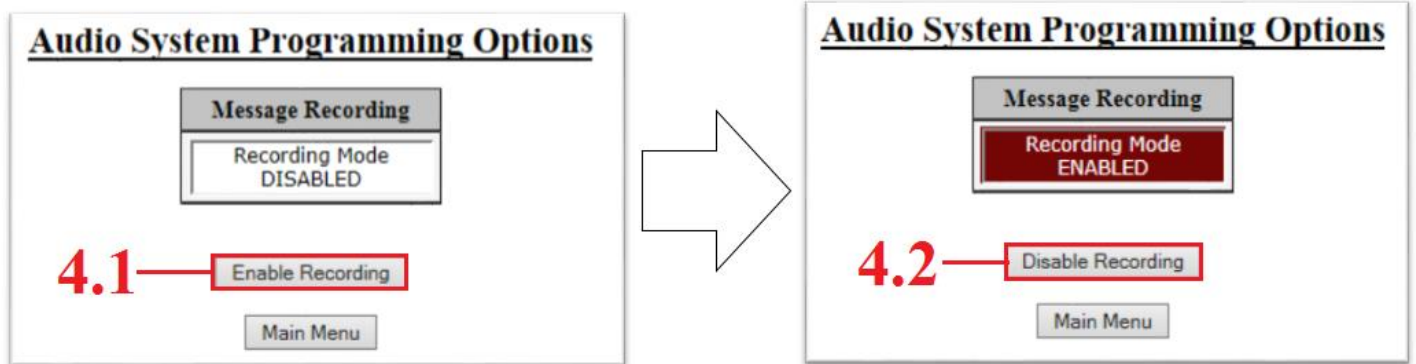 Audio System Programming Options
Message Recording
Recording Mode
DISABLED
4.1
Enable Recording
Main Menu
Audio System Programming Options
Message Recording
Recording Mode
ENABLED
4.2
Disable Recording
Main Menu